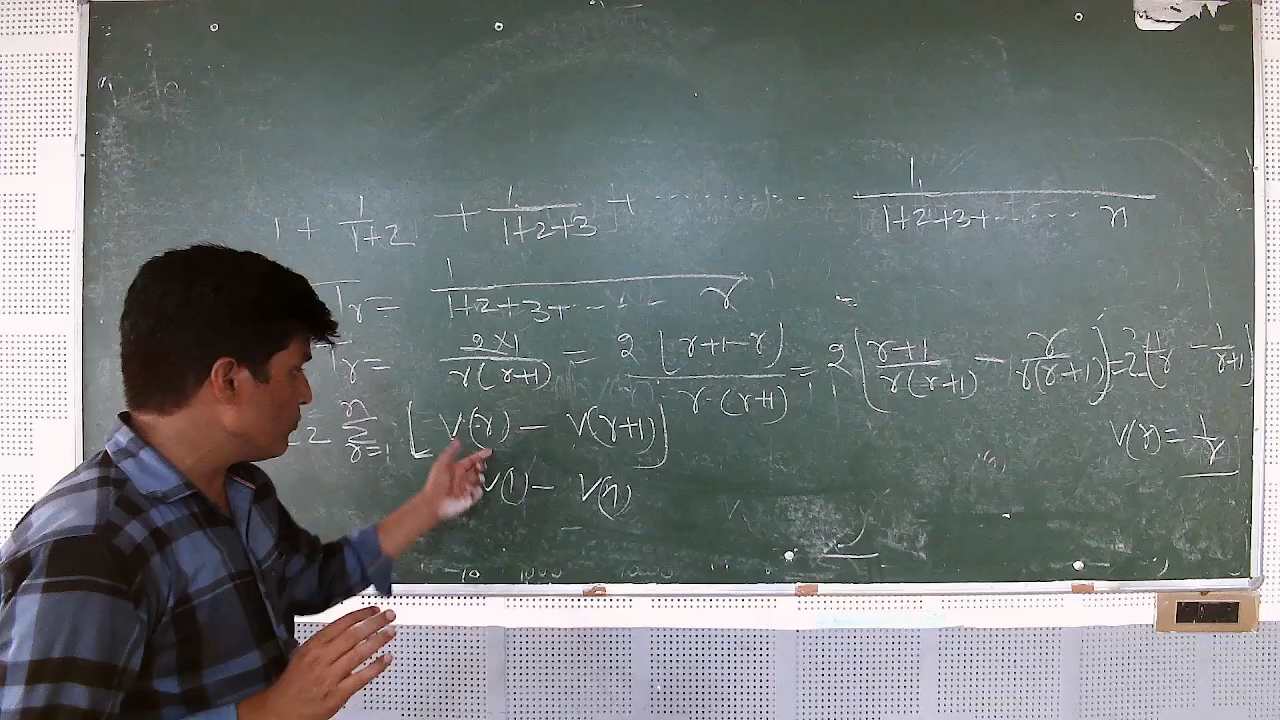 1 + 1/(1+2) + 1/(1+2+3) + ............ 1/(1+2+3+...... n)
Tr = 1/(1+2+3+... - r) =
Tr = 2×1/(r(r+1)) = 2[r+1-r]/(r·(r+1)) = 2[(r+1)/(r(r+1)) - r/(r(r+1))] = 2[1/r - 1/(r+1)]
= 2 n Σ r=1 [V(r) - V(r+1)]
V(r) = 1/r
V(1) - V(2)